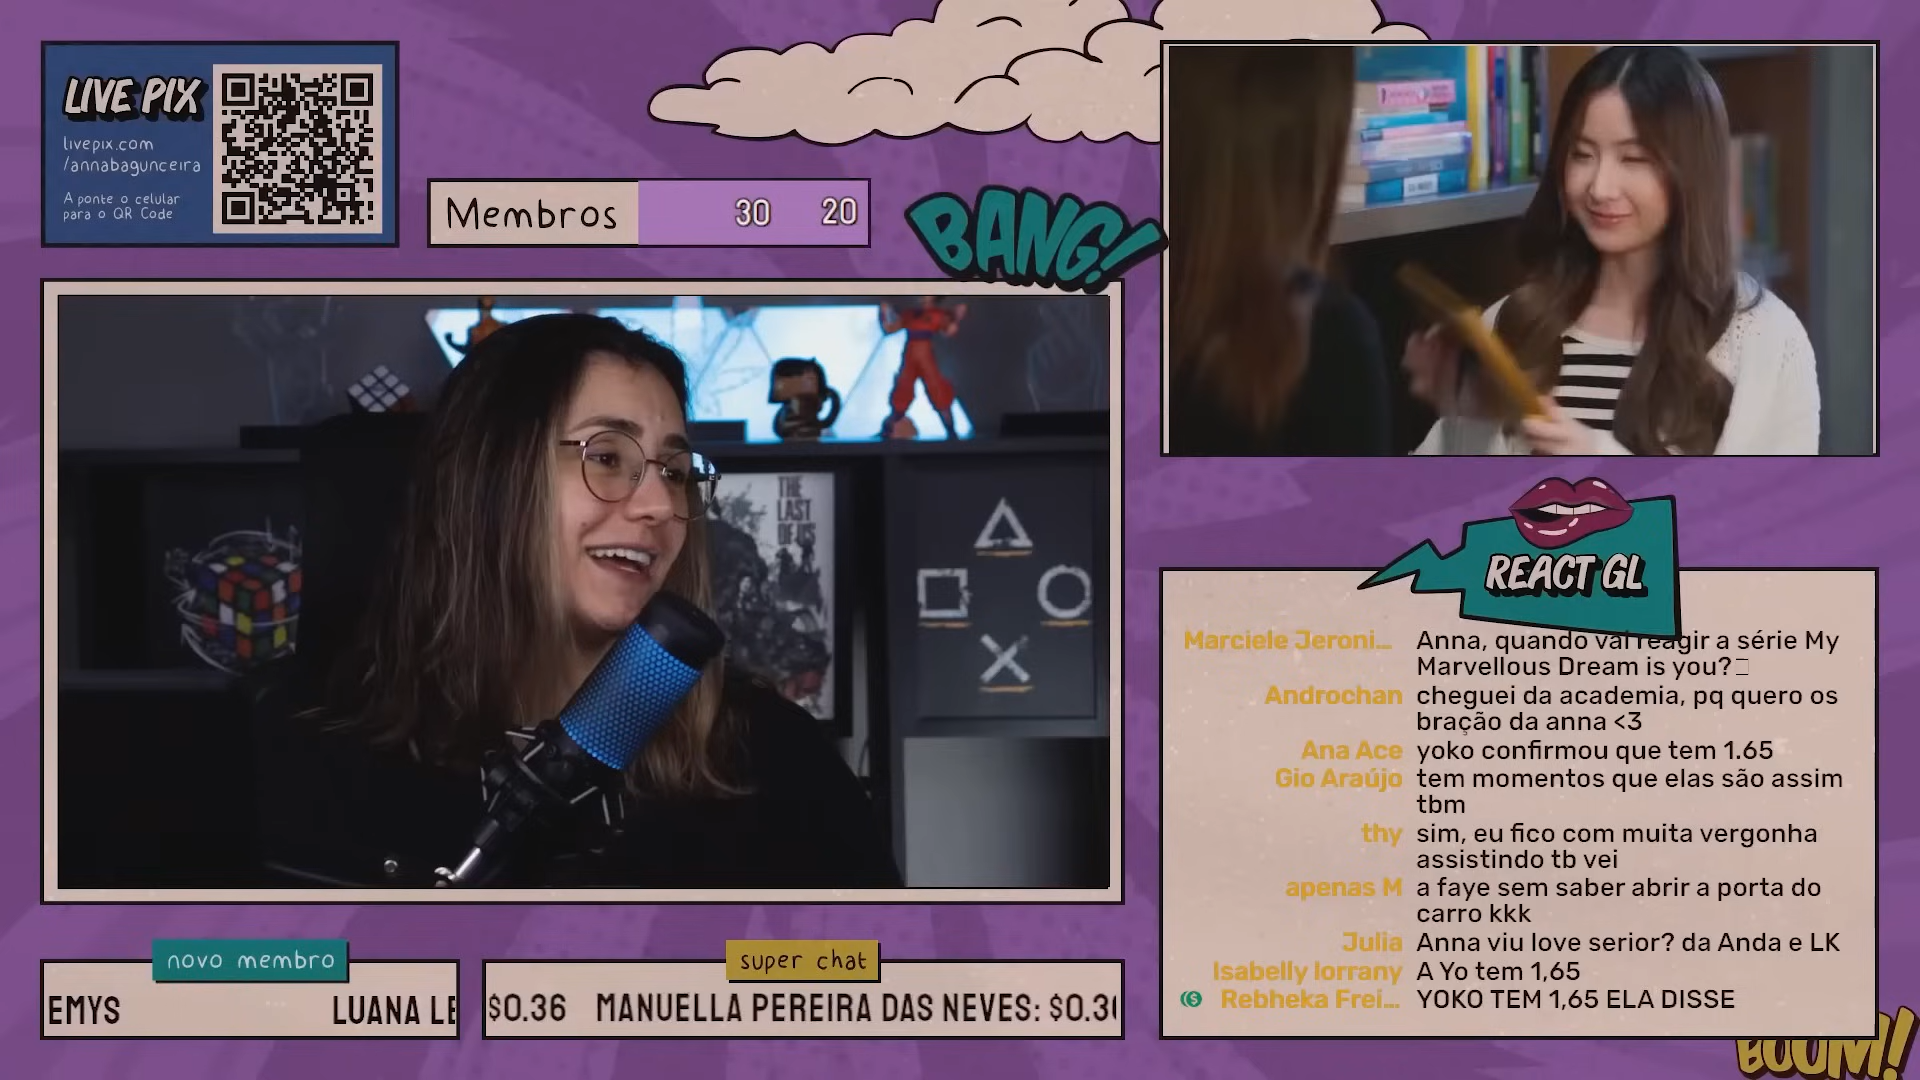 LIVE PIX
livepix.com
/annabagunceira
Aponte o celular
para o QR Code
Membros 30 20
BANG!
THE
LAST
OF US
REACT GL
Marciele Jeroni... Anna, quando vai reagir a série My
Marvellous Dream is you?
Androchan cheguei da academia, pq quero os
bração da anna <3
Ana Ace yoko confirmou que tem 1.65
Gio Araújo tem momentos que elas são assim
tbm
thy sim, eu fico com muita vergonha
assistindo tb vei
apenas M a faye sem saber abrir a porta do
carro kkk
Julia Anna viu love serior? da Anda e LK
Isabelly lorrany A Yo tem 1,65
Rebheka Frei... YOKO TEM 1,65 ELA DISSE
novo membro
EMYS LUANA LE
super chat
$0.36 MANUELLA PEREIRA DAS NEVES: $0.3
BOOM!